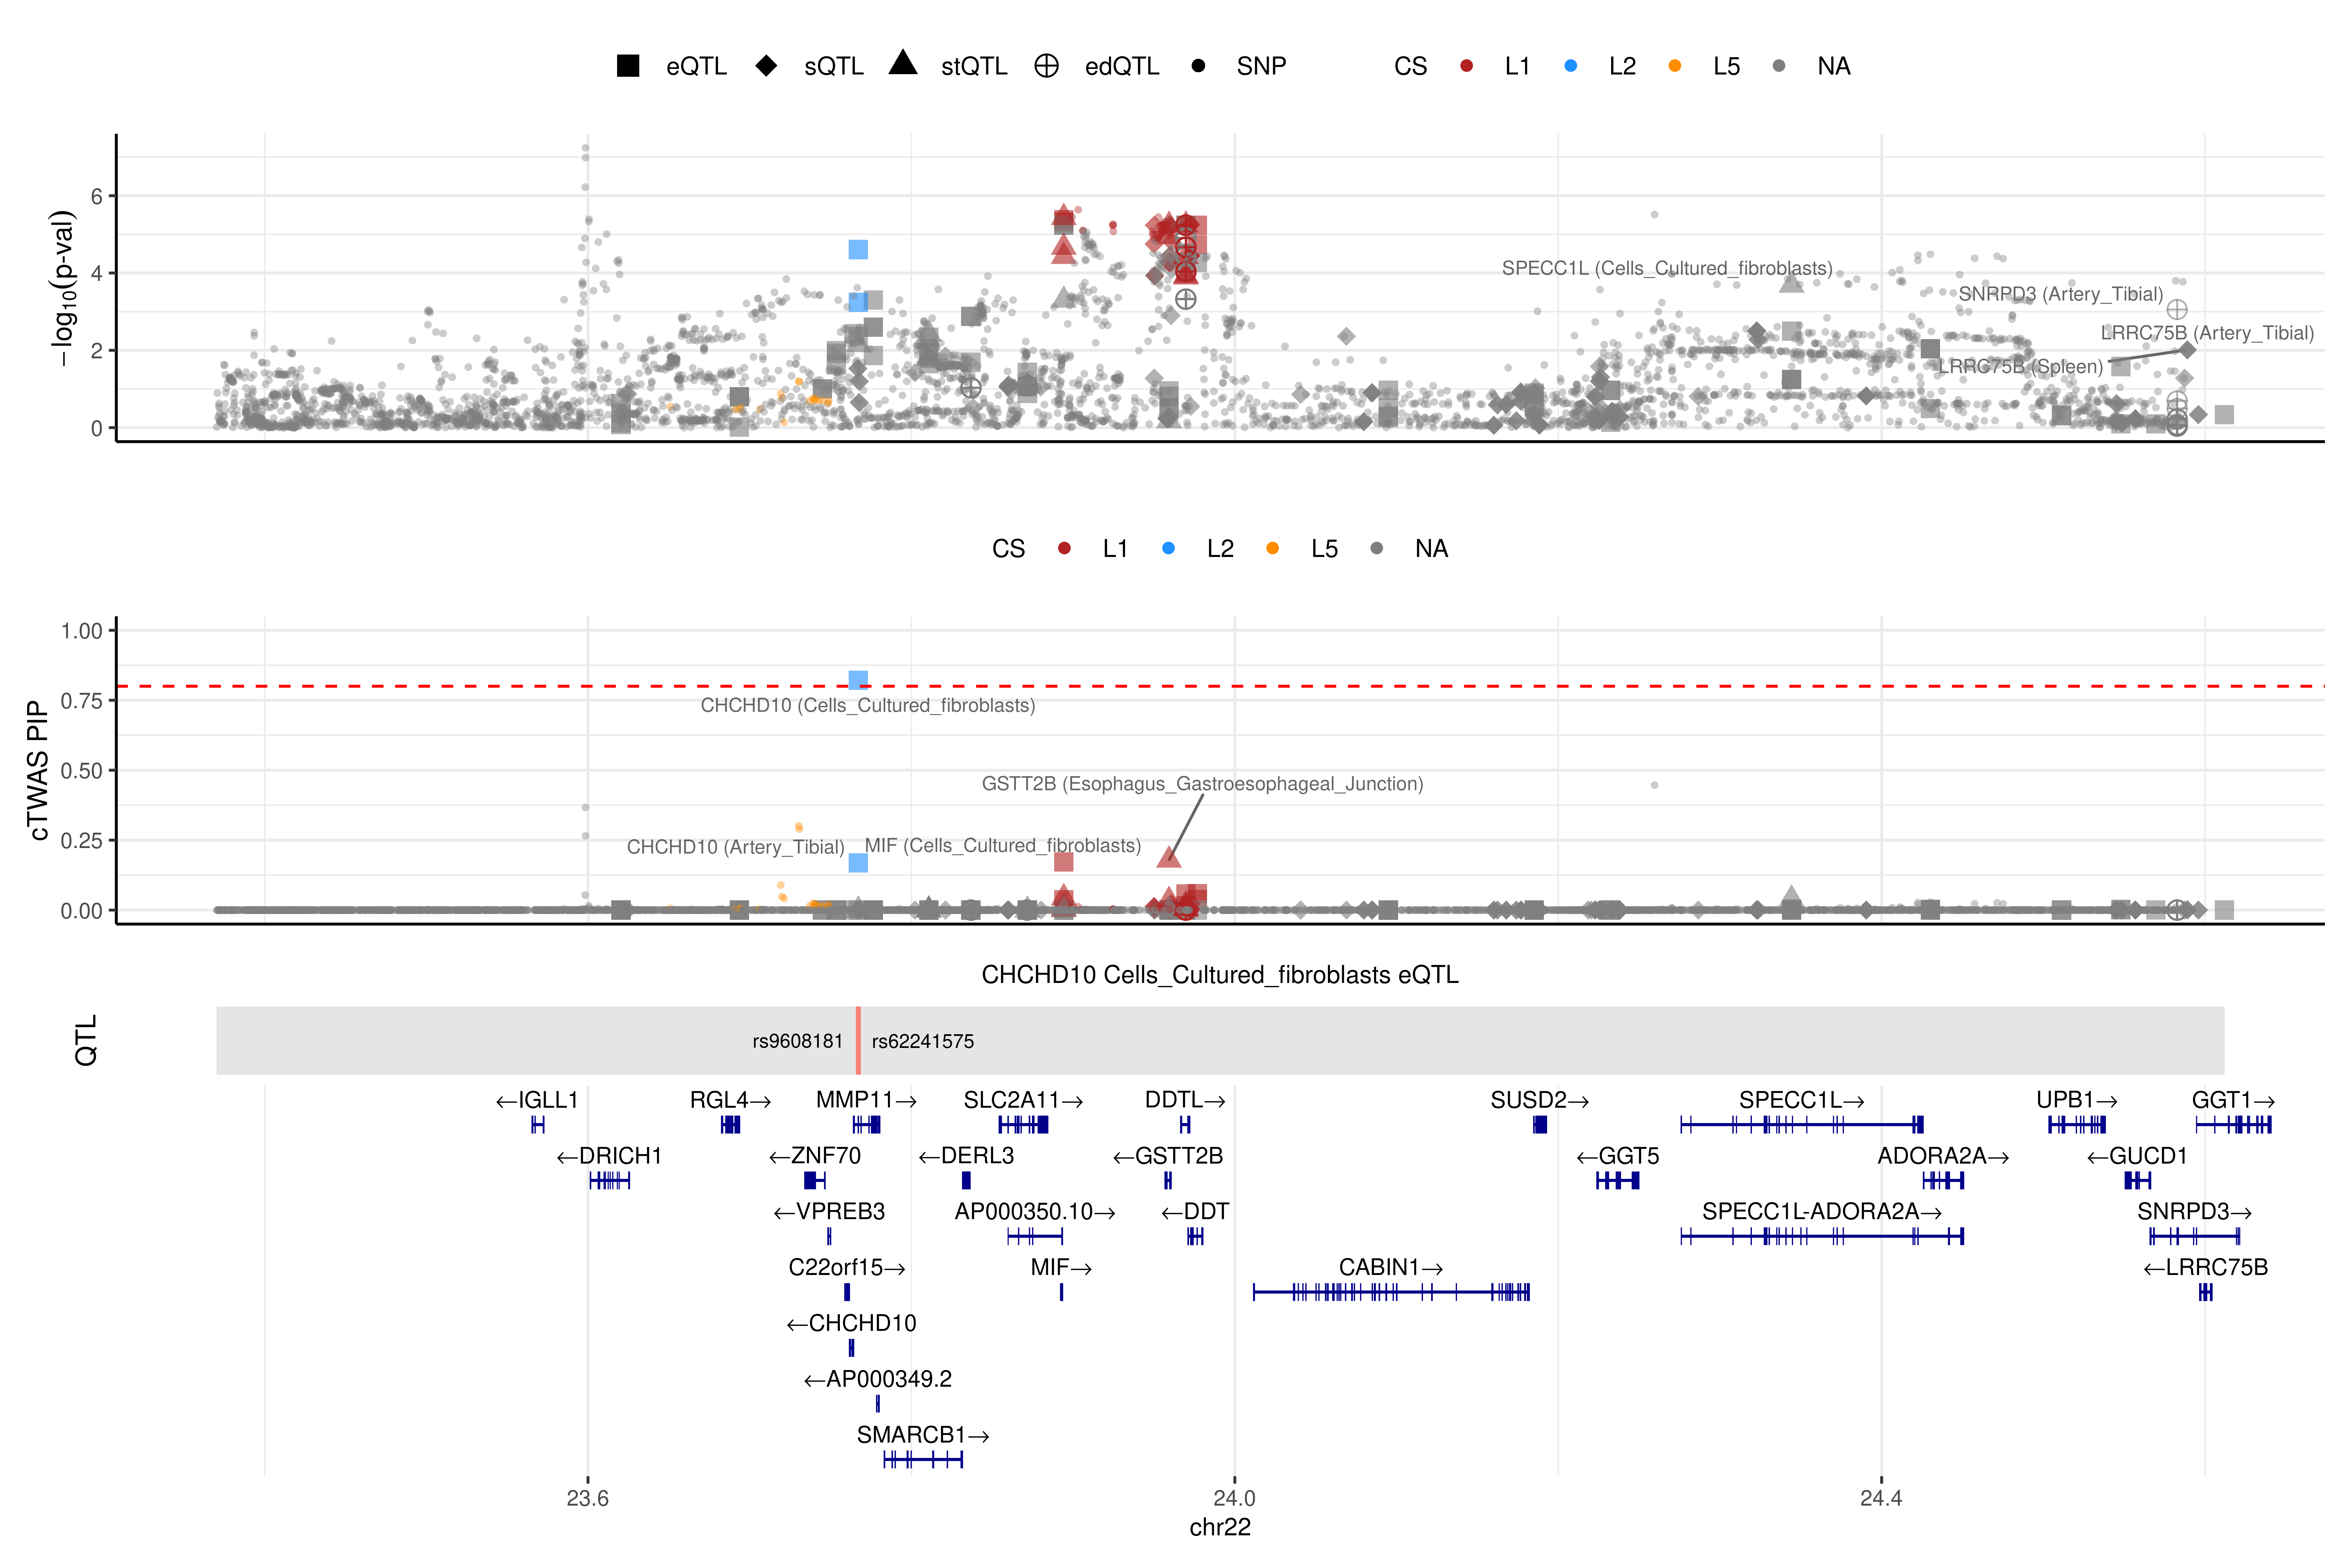 eQTL sQTL stQTL edQTL SNP CS L1 L2 L5 NA
−log10(p-val)
6
4
2
0
SPECC1L (Cells_Cultured_fibroblasts)
SNRPD3 (Artery_Tibial)
LRRC75B (Artery_Tibial)
LRRC75B (Spleen)
CS L1 L2 L5 NA
cTWAS PIP
1.00
0.75
0.50
0.25
0.00
CHCHD10 (Cells_Cultured_fibroblasts)
GSTT2B (Esophagus_Gastroesophageal_Junction)
CHCHD10 (Artery_Tibial)
MIF (Cells_Cultured_fibroblasts)
CHCHD10 Cells_Cultured_fibroblasts eQTL
QTL
rs9608181 rs62241575
←IGLL1 RGL4→ MMP11→ SLC2A11→ DDTL→ SUSD2→ SPECC1L→ UPB1→ GGT1→
←DRICH1 ←ZNF70 ←DERL3 ←GSTT2B ←GGT5 ADORA2A→ ←GUCD1
←VPREB3 AP000350.10→ ←DDT SPECC1L-ADORA2A→ SNRPD3→
C22orf15→ MIF→ CABIN1→ ←LRRC75B
←CHCHD10
←AP000349.2
SMARCB1→
23.6 24.0 24.4
chr22